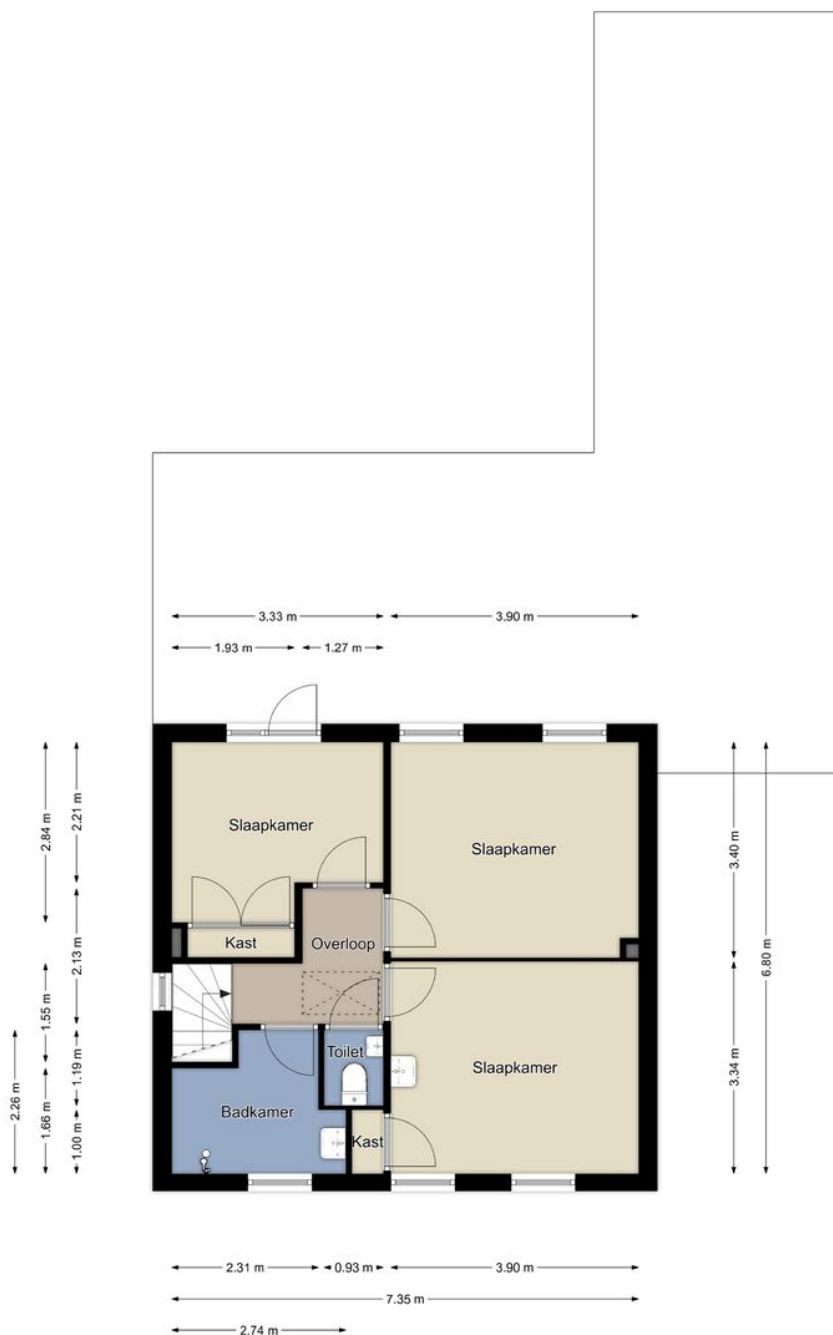 3.33 m
3.90 m
1.93 m
1.27 m
2.84 m
2.21 m
Slaapkamer
Slaapkamer
3.40 m
6.80 m
Kast
Overloop
2.13 m
1.55 m
Toilet
Slaapkamer
3.34 m
2.26 m
1.66 m
1.19 m
1.00 m
Badkamer
Kast
2.31 m
0.93 m
3.90 m
7.35 m
2.74 m